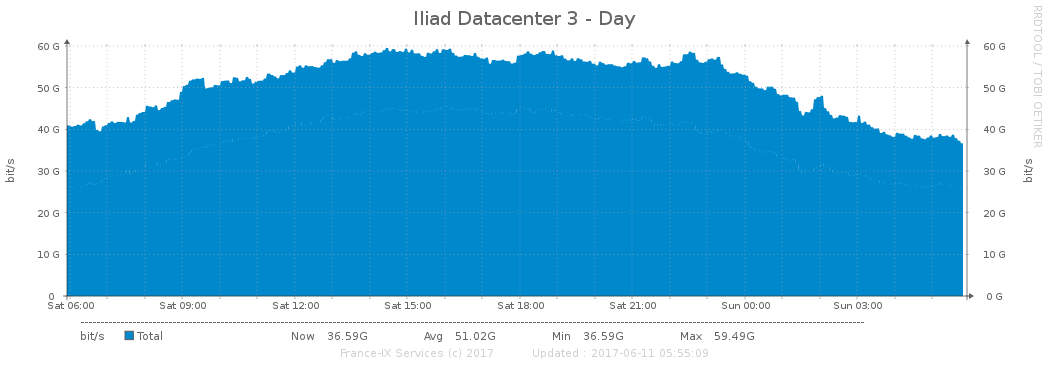 Iliad Datacenter 3 - Day
RRDTOOL / TOBI OETIKER
60 G 60 G
50 G 50 G
40 G 40 G
30 G 30 G
20 G 20 G
10 G 10 G
0 0 G
bit/s bit/s
Sat 06:00 Sat 09:00 Sat 12:00 Sat 15:00 Sat 18:00 Sat 21:00 Sun 00:00 Sun 03:00
bit/s Total Now 36.59G Avg 51.02G Min 36.59G Max 59.49G
France-IX Services (c) 2017 Updated : 2017-06-11 05:55:09